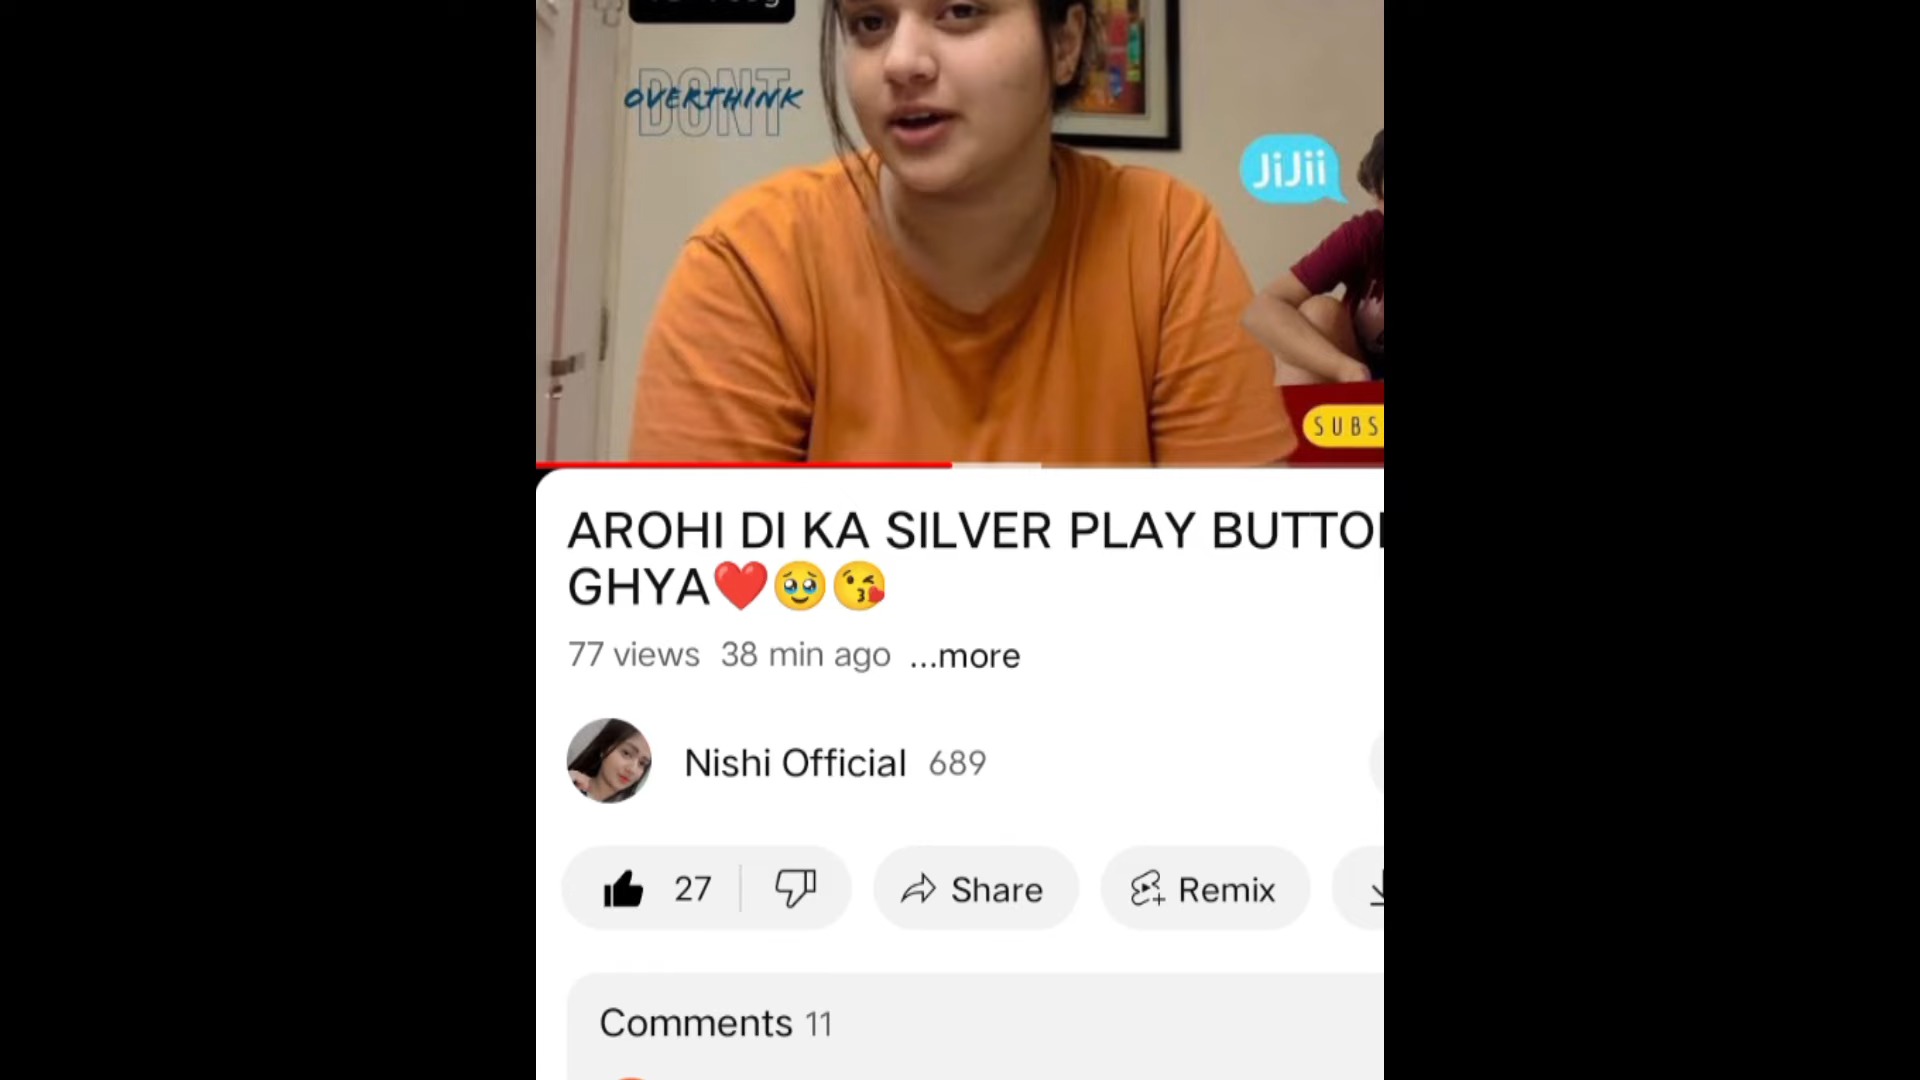 DONT
OVERTHINK
JiJii
SUBS
AROHI DI KA SILVER PLAY BUTTO
GHYA❤️🥹😘
77 views 38 min ago ...more
Nishi Official 689
27 Share Remix
Comments 11